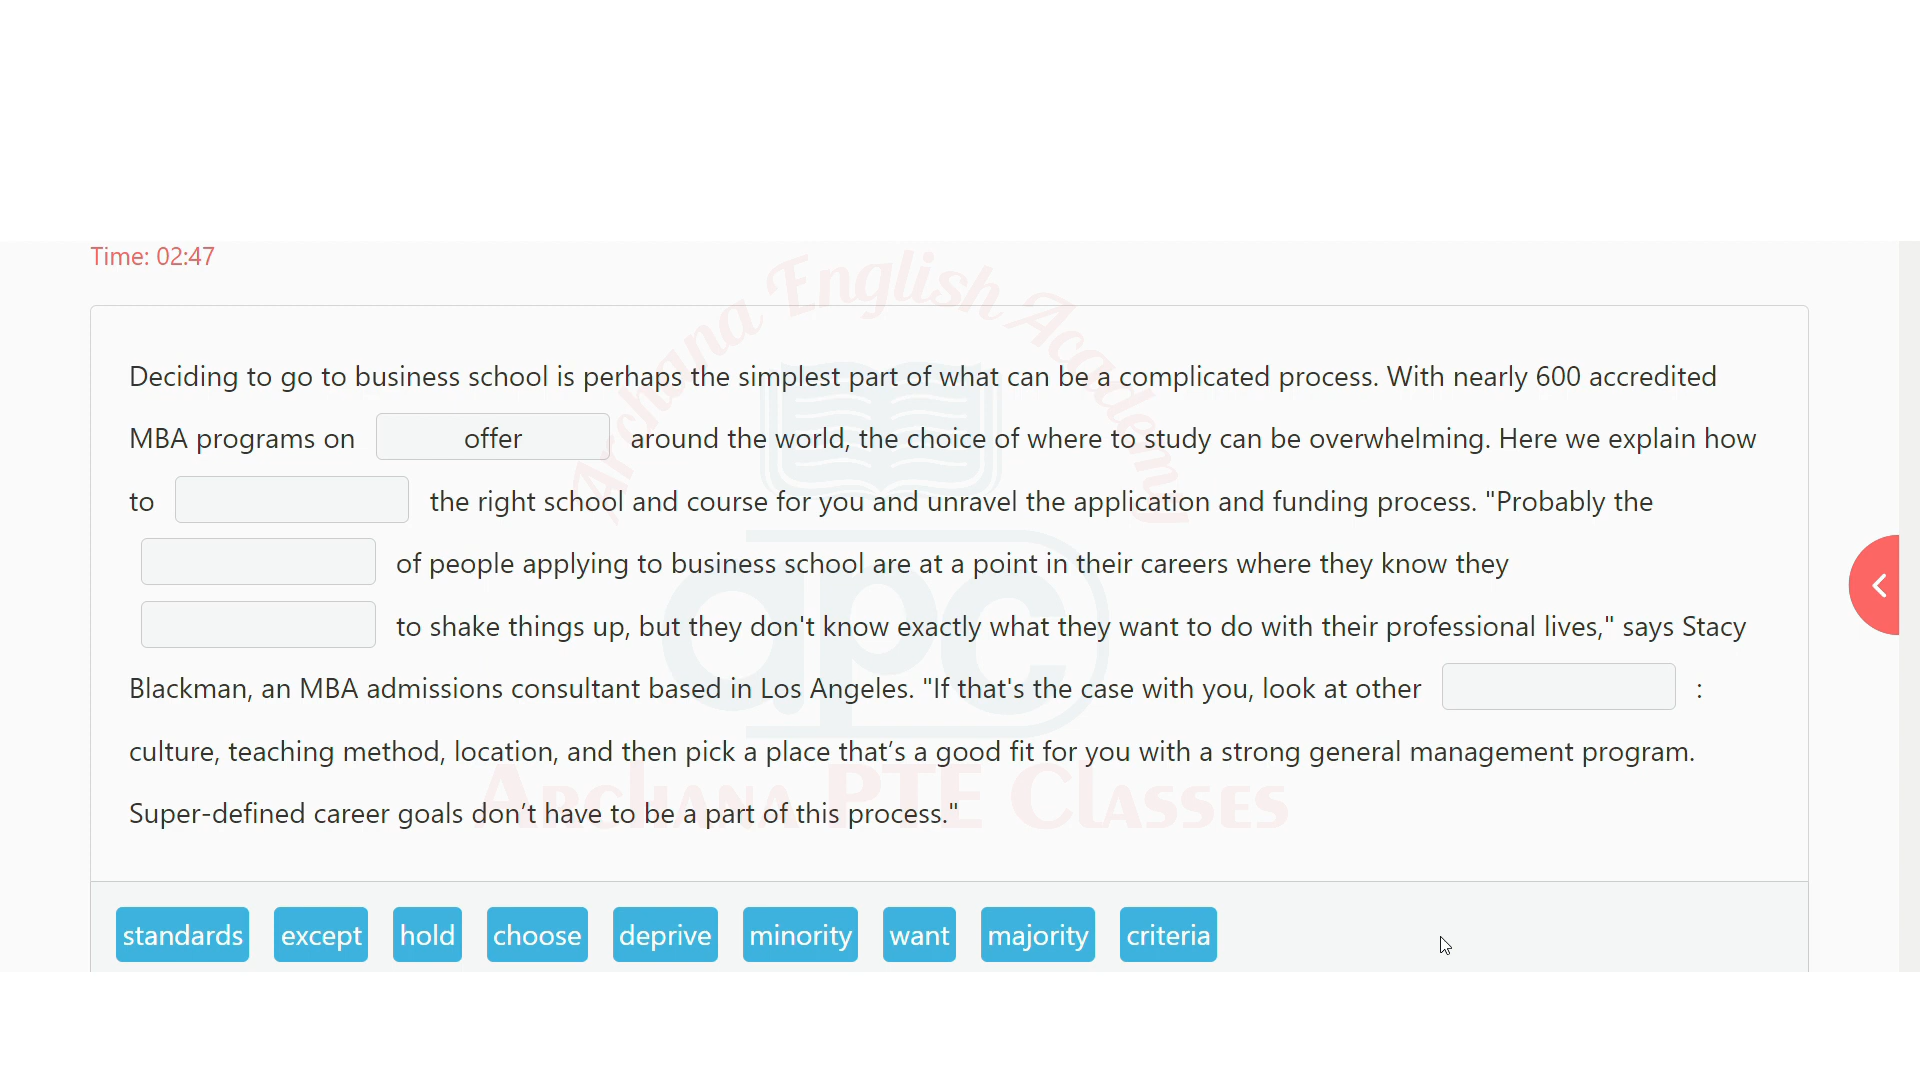 Time: 02:47
Archana English Academy
Deciding to go to business school is perhaps the simplest part of what can be a complicated process. With nearly 600 accredited
MBA programs on offer around the world, the choice of where to study can be overwhelming. Here we explain how
to the right school and course for you and unravel the application and funding process. "Probably the
of people applying to business school are at a point in their careers where they know they
to shake things up, but they don't know exactly what they want to do with their professional lives," says Stacy
Blackman, an MBA admissions consultant based in Los Angeles. "If that's the case with you, look at other :
culture, teaching method, location, and then pick a place that’s a good fit for you with a strong general management program.
Super-defined career goals don’t have to be a part of this process."
apc
ARCHANA PTE CLASSES
standards except hold choose deprive minority want majority criteria